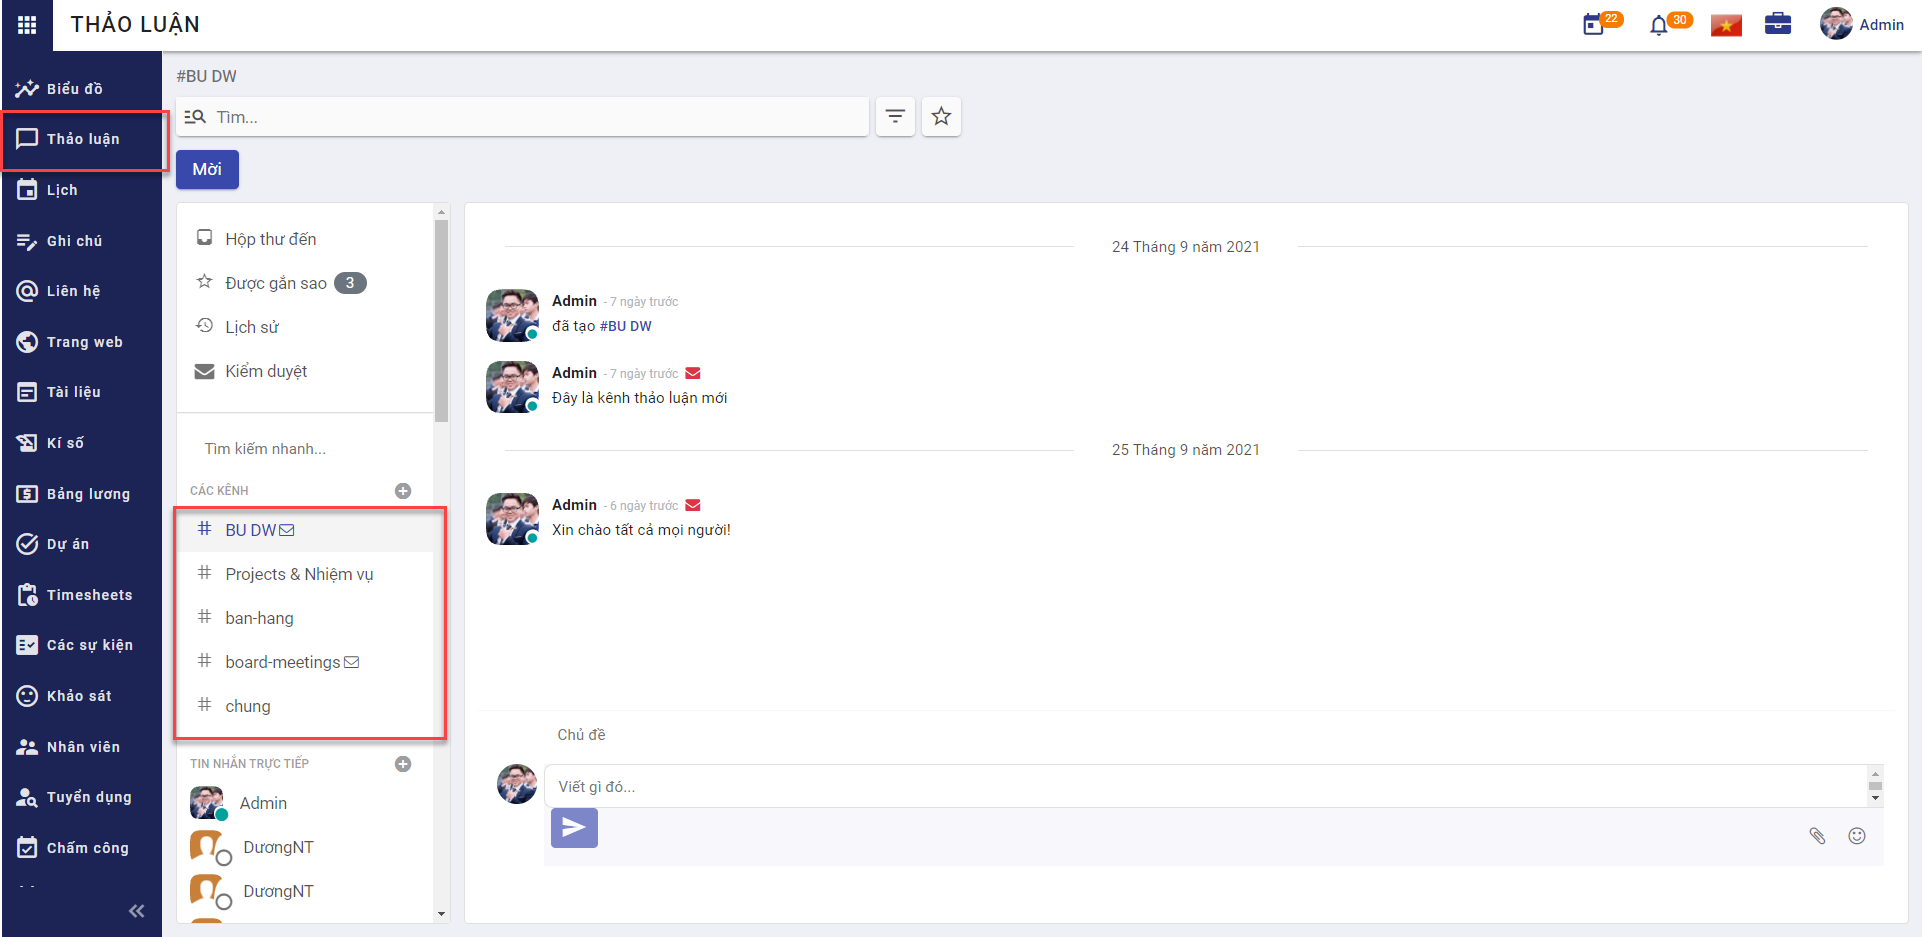 THẢO LUẬN
22
30
Admin
Biểu đồ
Thảo luận
Lịch
Ghi chú
Liên hệ
Trang web
Tài liệu
Kí số
Bảng lương
Dự án
Timesheets
Các sự kiện
Khảo sát
Nhân viên
Tuyển dụng
Chấm công
#BU DW
Tìm...
Mời
Hộp thư đến
Được gắn sao 3
Lịch sử
Kiểm duyệt
Tìm kiếm nhanh...
CÁC KÊNH
# BU DW
# Projects & Nhiệm vụ
# ban-hang
# board-meetings
# chung
TIN NHẮN TRỰC TIẾP
Admin
DươngNT
DươngNT
24 Tháng 9 năm 2021
Admin - 7 ngày trước
đã tạo #BU DW
Admin - 7 ngày trước
Đây là kênh thảo luận mới
25 Tháng 9 năm 2021
Admin - 6 ngày trước
Xin chào tất cả mọi người!
Chủ đề
Viết gì đó...